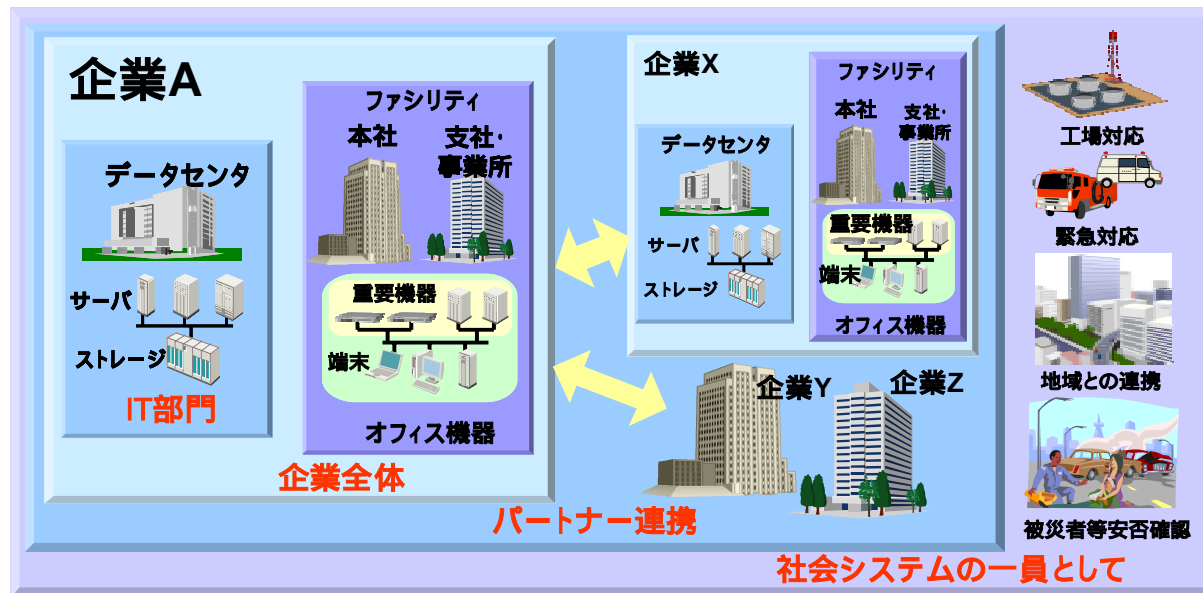 企業A
ファシリティ
本社
支社・
事業所
データセンタ
サーバ
ストレージ
IT部門
重要機器
端末
オフィス機器
企業全体
企業X
ファシリティ
本社
支社・
事業所
データセンタ
サーバ
ストレージ
重要機器
端末
オフィス機器
企業Y
企業Z
パートナー連携
工場対応
緊急対応
地域との連携
被災者等安否確認
社会システムの一員として